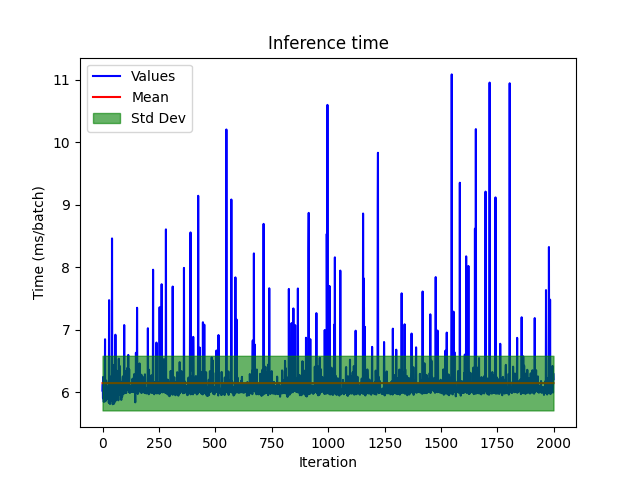 Inference time
Values
Mean
Std Dev
Time (ms/batch)
11
10
9
8
7
6
0 250 500 750 1000 1250 1500 1750 2000
Iteration